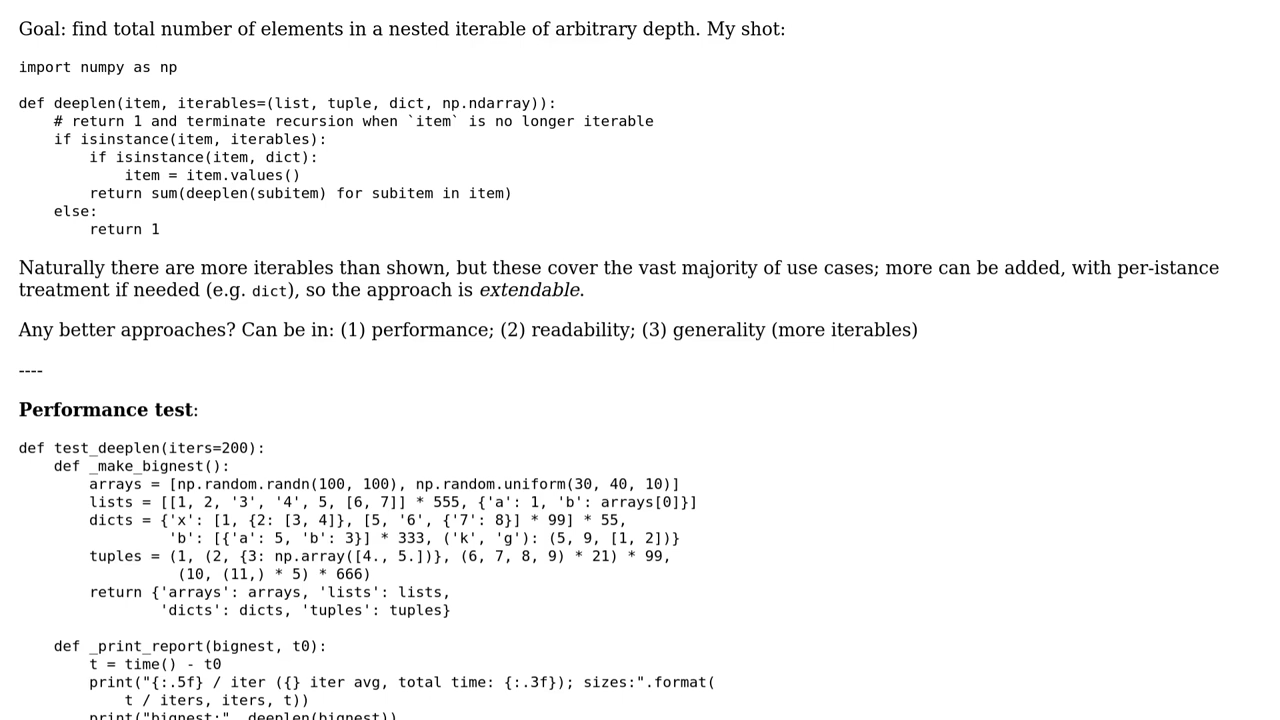 Goal: find total number of elements in a nested iterable of arbitrary depth. My shot:
import numpy as np
def deeplen(item, iterables=(list, tuple, dict, np.ndarray)):
    # return 1 and terminate recursion when `item` is no longer iterable
    if isinstance(item, iterables):
        if isinstance(item, dict):
            item = item.values()
        return sum(deeplen(subitem) for subitem in item)
    else:
        return 1
Naturally there are more iterables than shown, but these cover the vast majority of use cases; more can be added, with per-istance
treatment if needed (e.g. dict), so the approach is extendable.
Any better approaches? Can be in: (1) performance; (2) readability; (3) generality (more iterables)
----
Performance test:
def test_deeplen(iters=200):
    def _make_bignest():
        arrays = [np.random.randn(100, 100), np.random.uniform(30, 40, 10)]
        lists = [[1, 2, '3', '4', 5, [6, 7]] * 555, {'a': 1, 'b': arrays[0]}]
        dicts = {'x': [1, {2: [3, 4]}, [5, '6', {'7': 8}] * 99] * 55,
                 'b': [{'a': 5, 'b': 3}] * 333, ('k', 'g'): (5, 9, [1, 2])}
        tuples = (1, (2, {3: np.array([4., 5.])}, (6, 7, 8, 9) * 21) * 99,
                  (10, (11,) * 5) * 666)
        return {'arrays': arrays, 'lists': lists,
                'dicts': dicts, 'tuples': tuples}
    def _print_report(bignest, t0):
        t = time() - t0
        print("{:.5f} / iter ({} iter avg, total time: {:.3f}); sizes:".format(
            t / iters, iters, t))
        print("bignest:", deeplen(bignest))